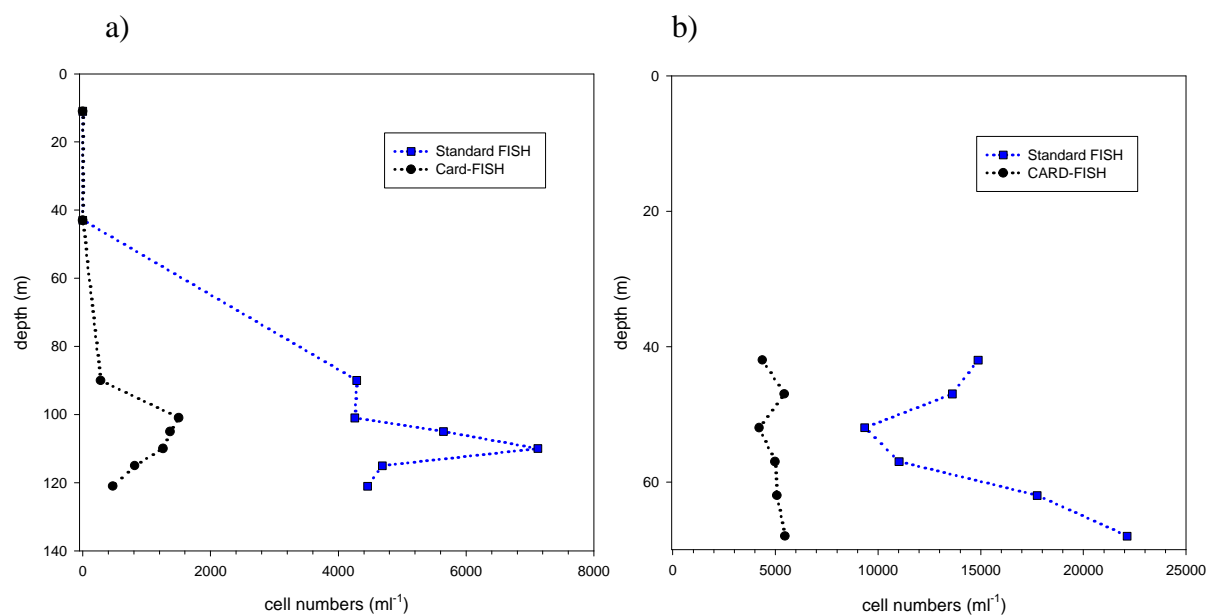 a)
0
20
40
60
80
100
120
140
depth (m)
Standard FISH
Card-FISH
0 2000 4000 6000 8000
cell numbers (ml⁻¹)
b)
0
20
40
60
depth (m)
Standard FISH
CARD-FISH
0 5000 10000 15000 20000 25000
cell numbers (ml⁻¹)